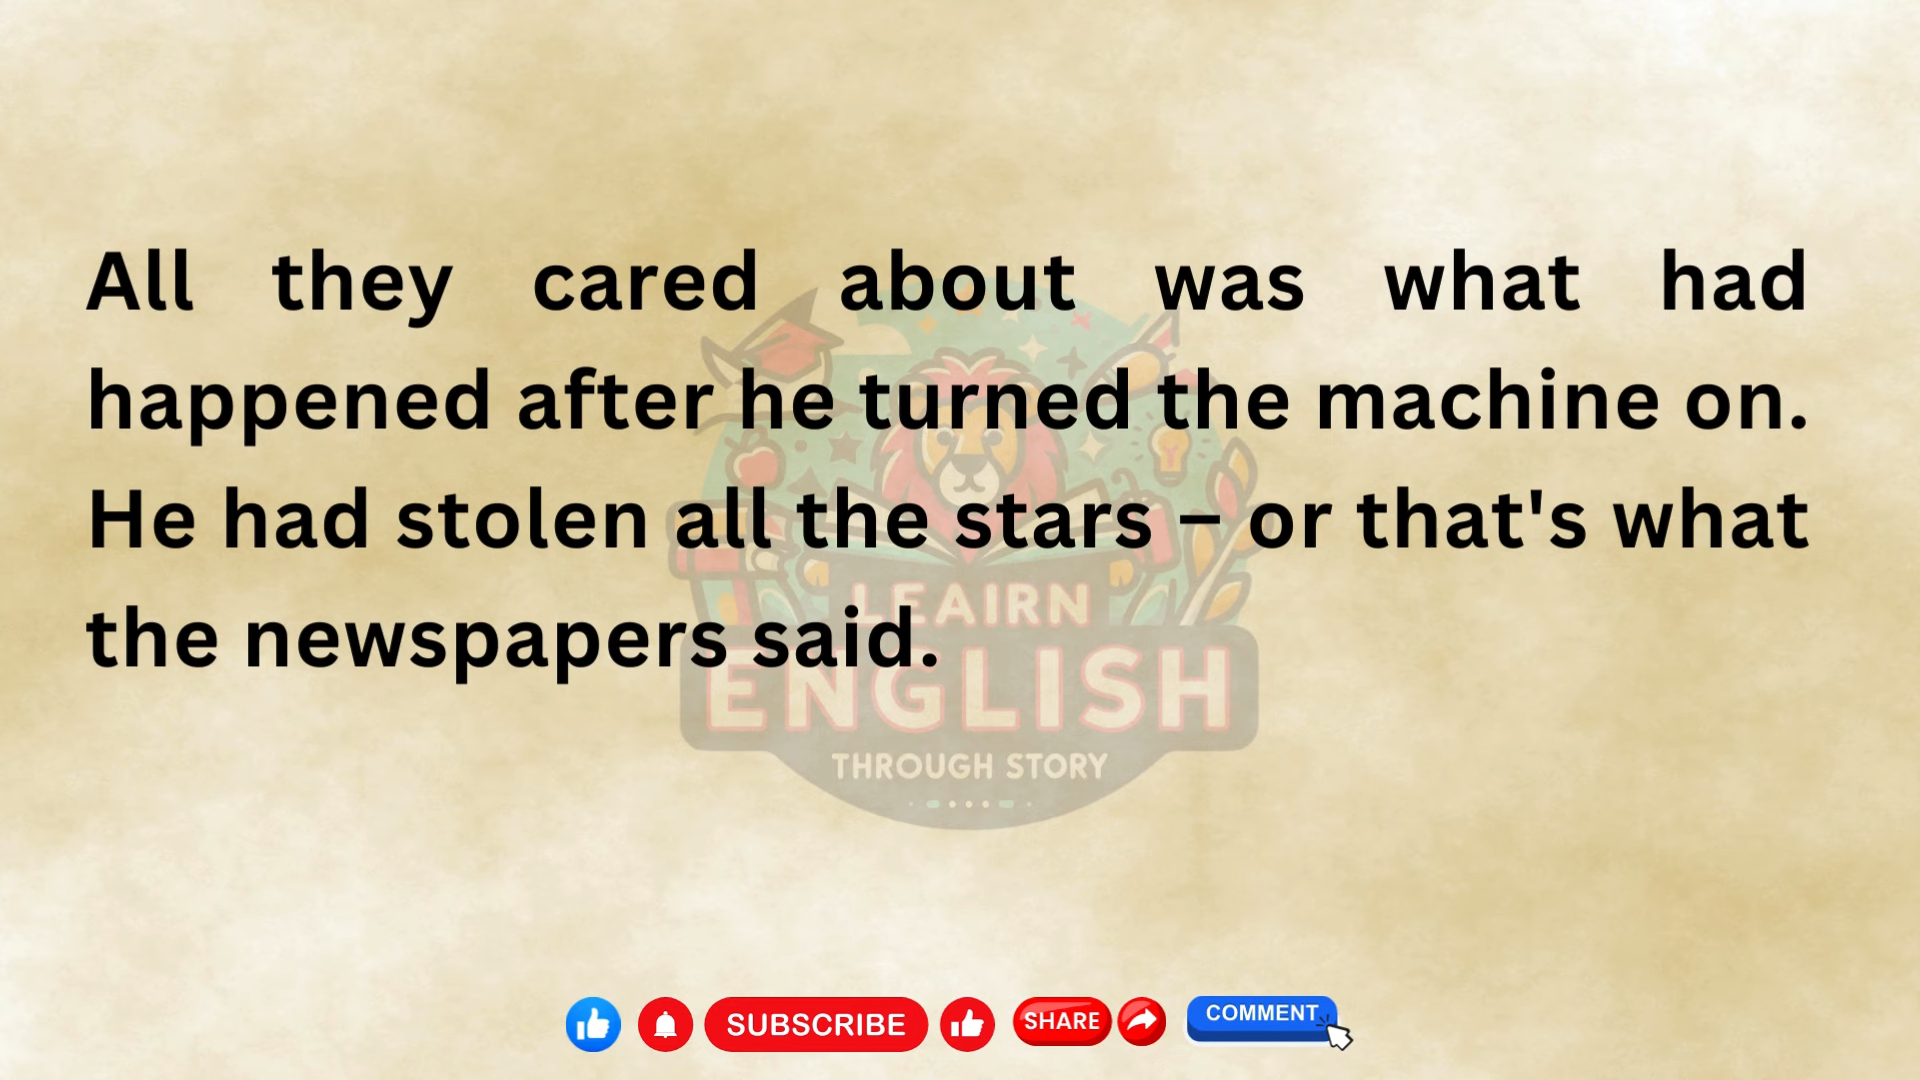 All they cared about was what had
happened after he turned the machine on.
He had stolen all the stars – or that's what
the newspapers said.
LEAIRN
ENGLISH
THROUGH STORY
SUBSCRIBE
SHARE
COMMENT